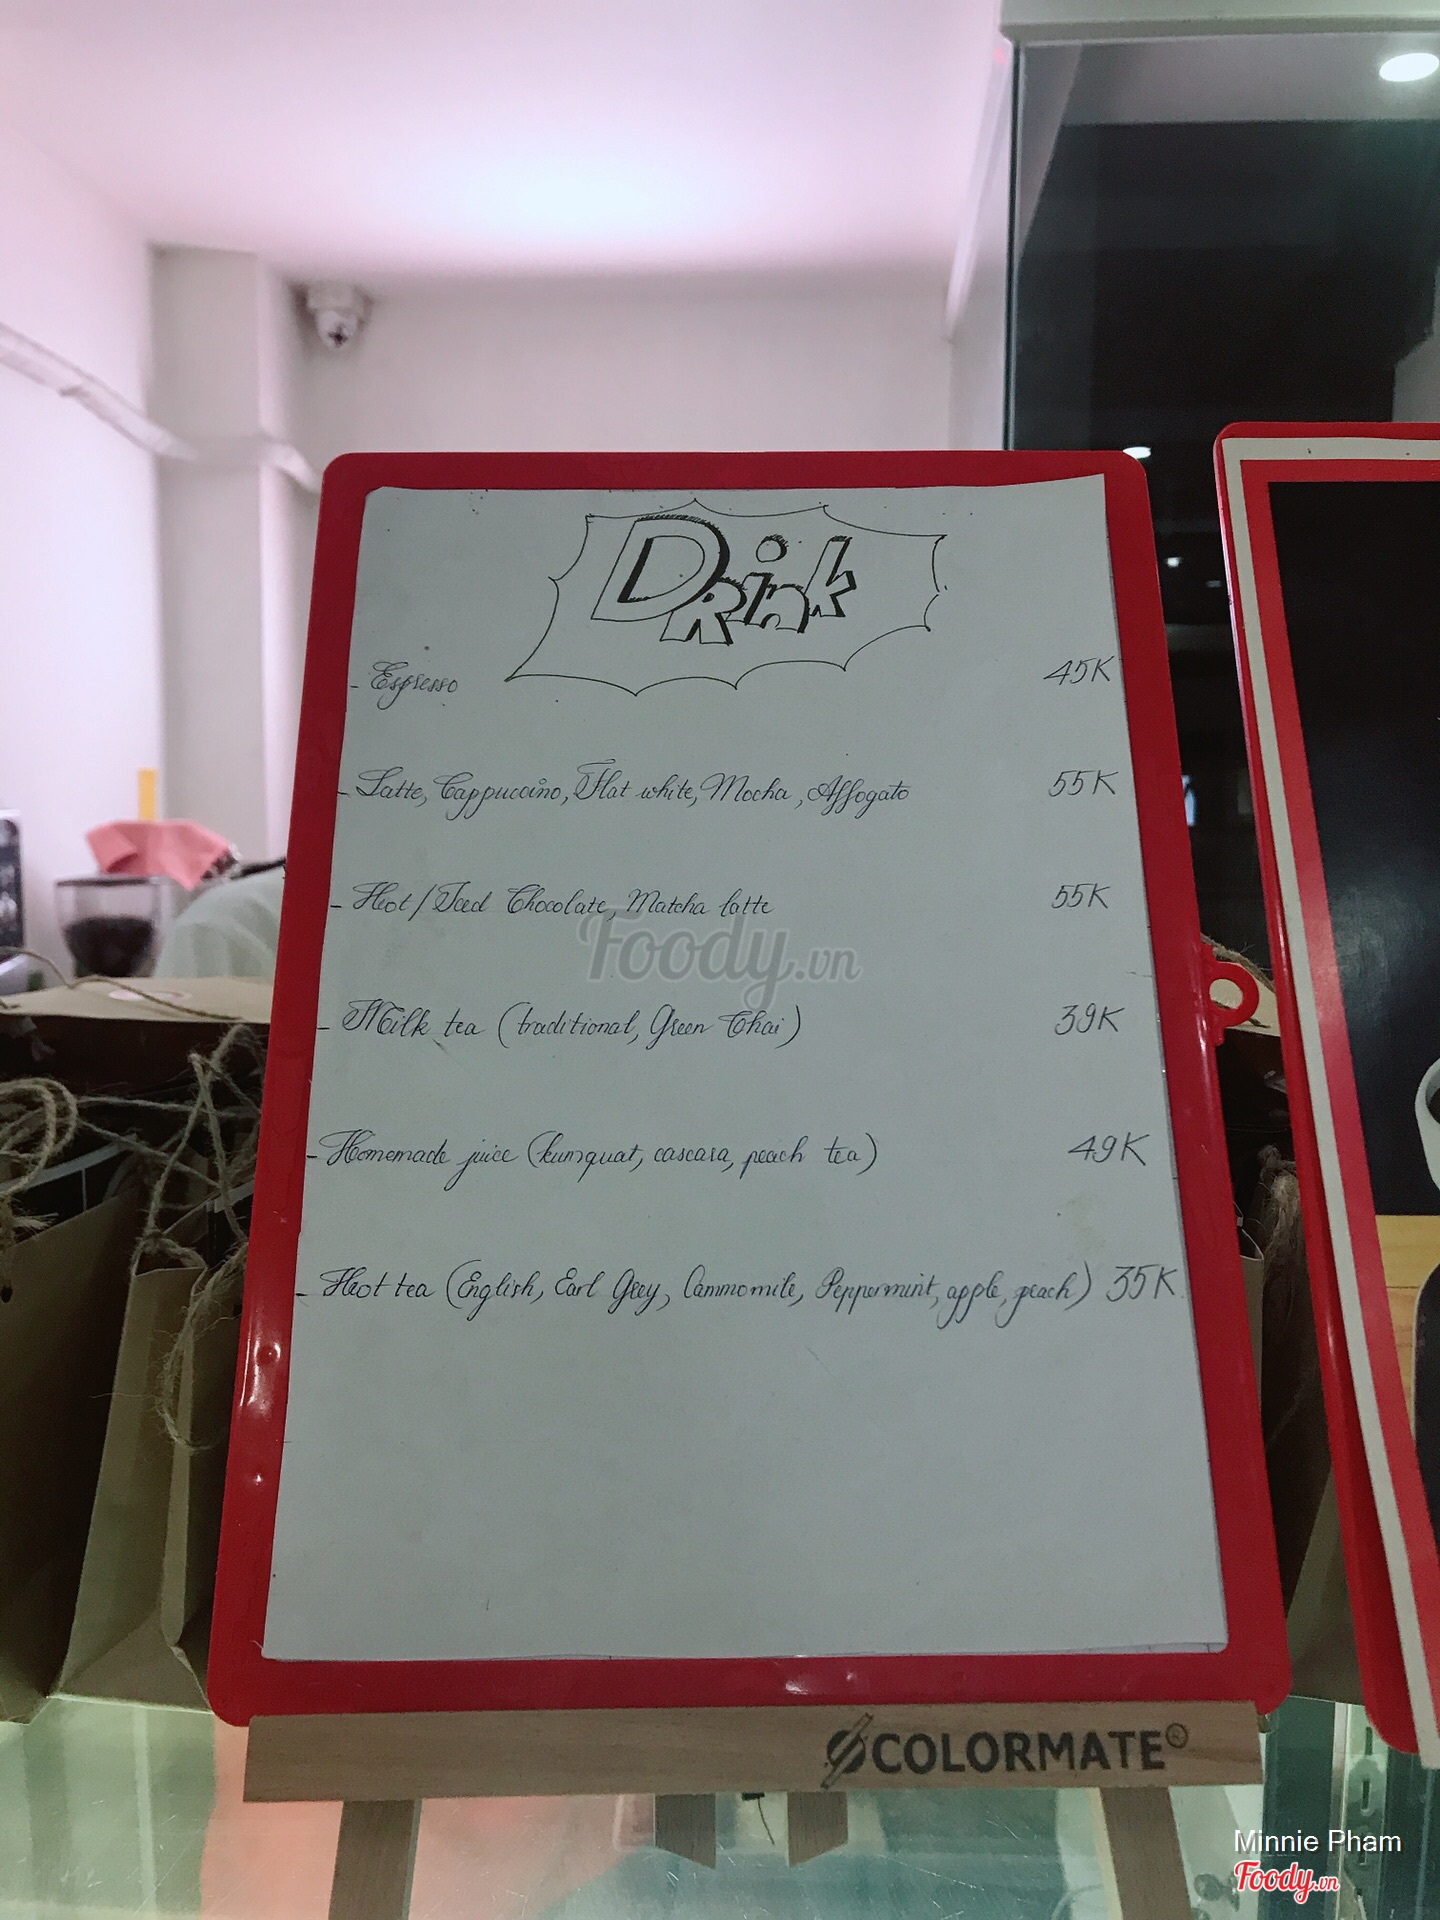 Drink
- Espresso 45K
- Latte, Cappuccino, Flat white, Mocha, Affogato 55K
- Hot/Iced Chocolate, Matcha latte 55K
Foody.vn
- Milk tea (traditional, Green Chai) 39K
- Homemade juice (kumquat, cascara, peach tea) 49K
- Hot tea (English, Earl Grey, Cammomile, Peppermint, apple, peach) 35K
COLORMATE®
Minnie Pham
Foody.vn